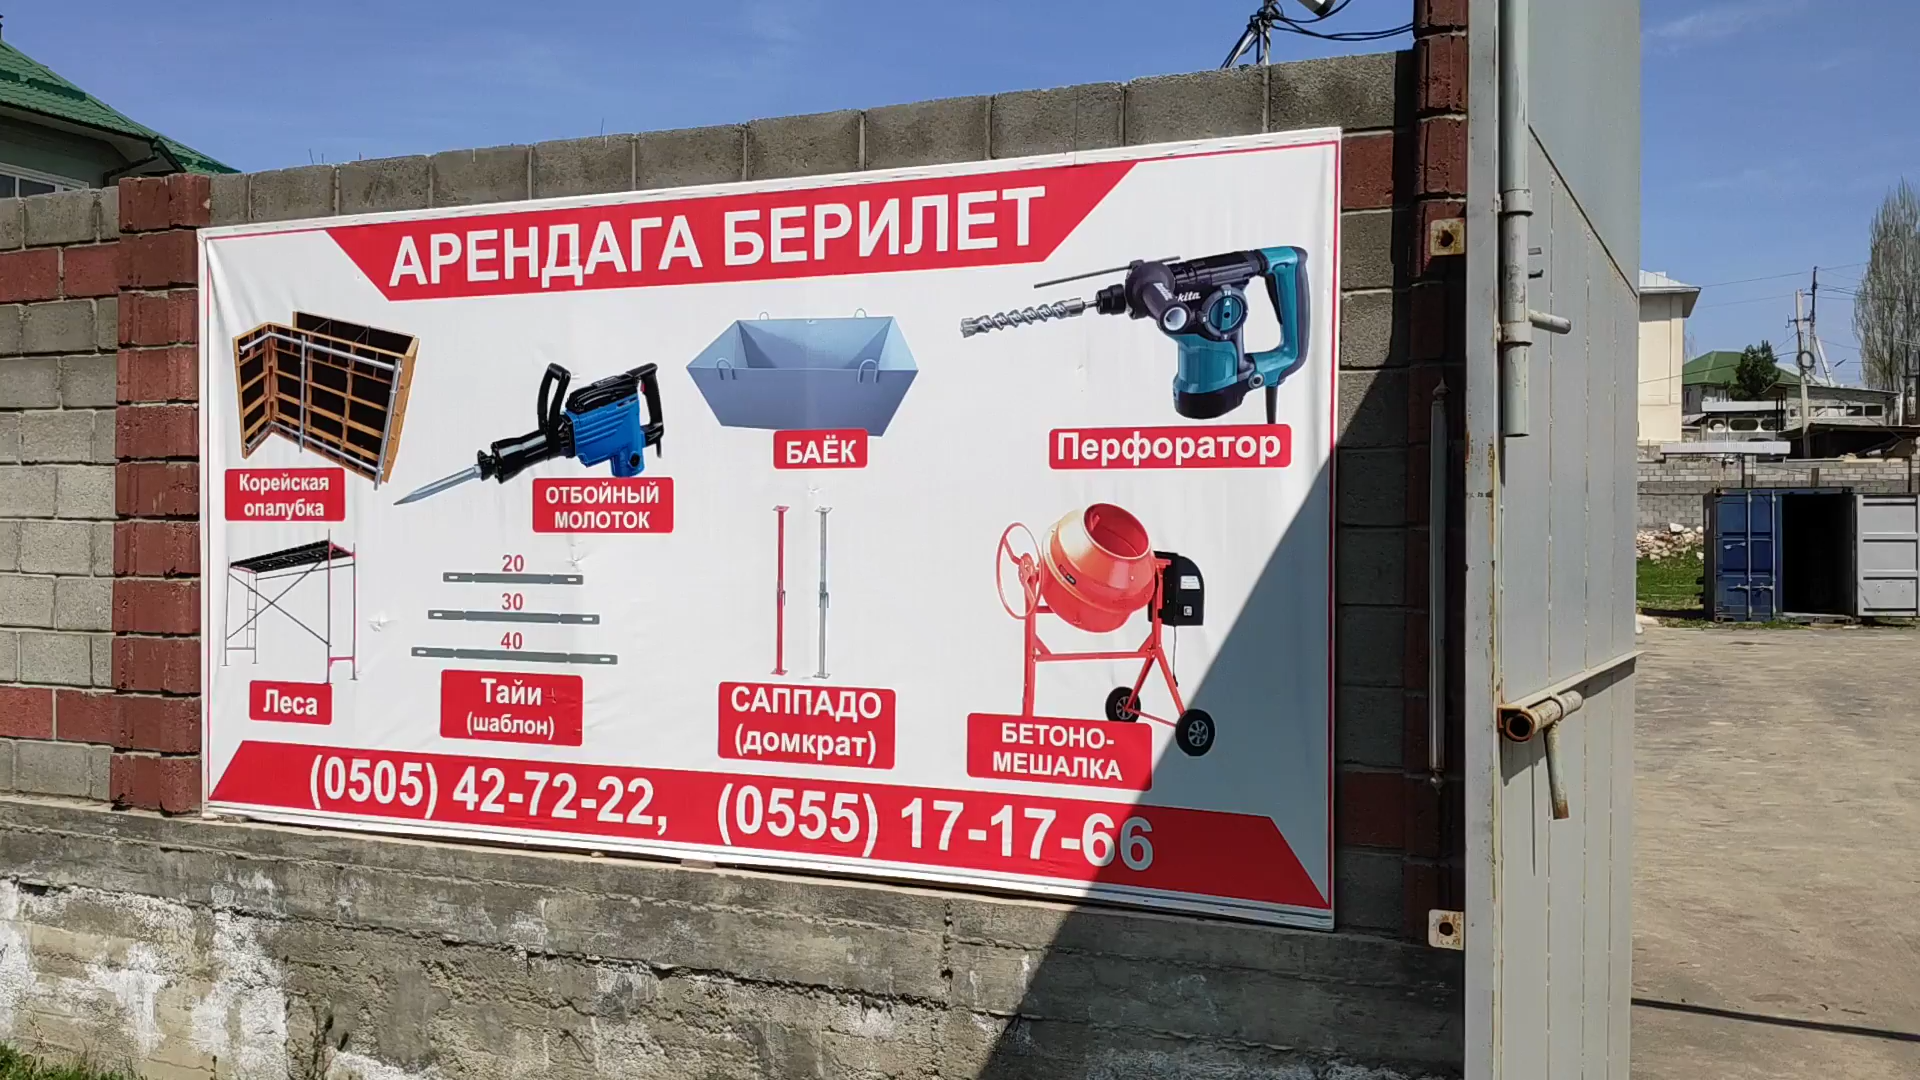 АРЕНДАГА БЕРИЛЕТ
kita
Корейская
опалубка
ОТБОЙНЫЙ
МОЛОТОК
БАЁК
Перфоратор
20
30
40
Леса
Тайи
(шаблон)
САППАДО
(домкрат)
БЕТОНО-
МЕШАЛКА
(0505) 42-72-22, (0555) 17-17-66